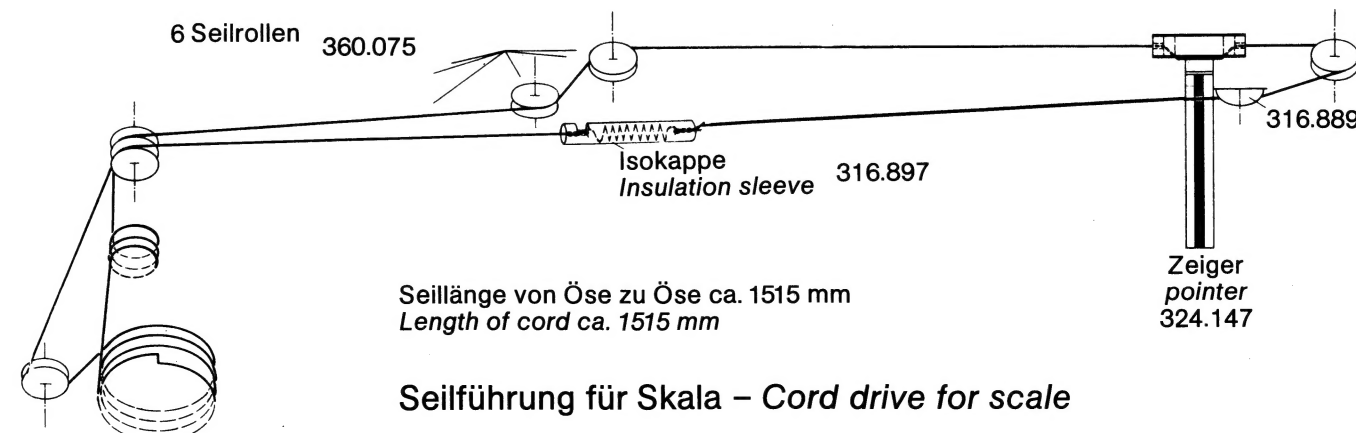 6 Seilrollen 360.075
316.889
Isokappe
Insulation sleeve 316.897
Zeiger
pointer
324.147
Seillänge von Öse zu Öse ca. 1515 mm
Length of cord ca. 1515 mm
Seilführung für Skala – Cord drive for scale